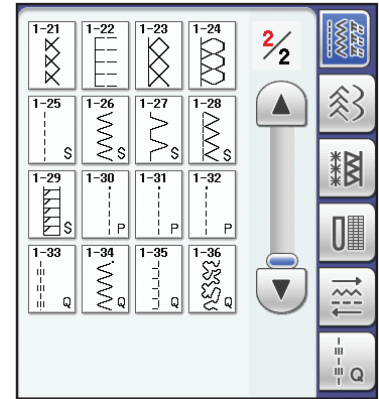 1-21 1-22 1-23 1-24
2/2
1-25 1-26 1-27 1-28
S S S S
1-29 1-30 1-31 1-32
S P P P
1-33 1-34 1-35 1-36
Q Q Q Q
Q